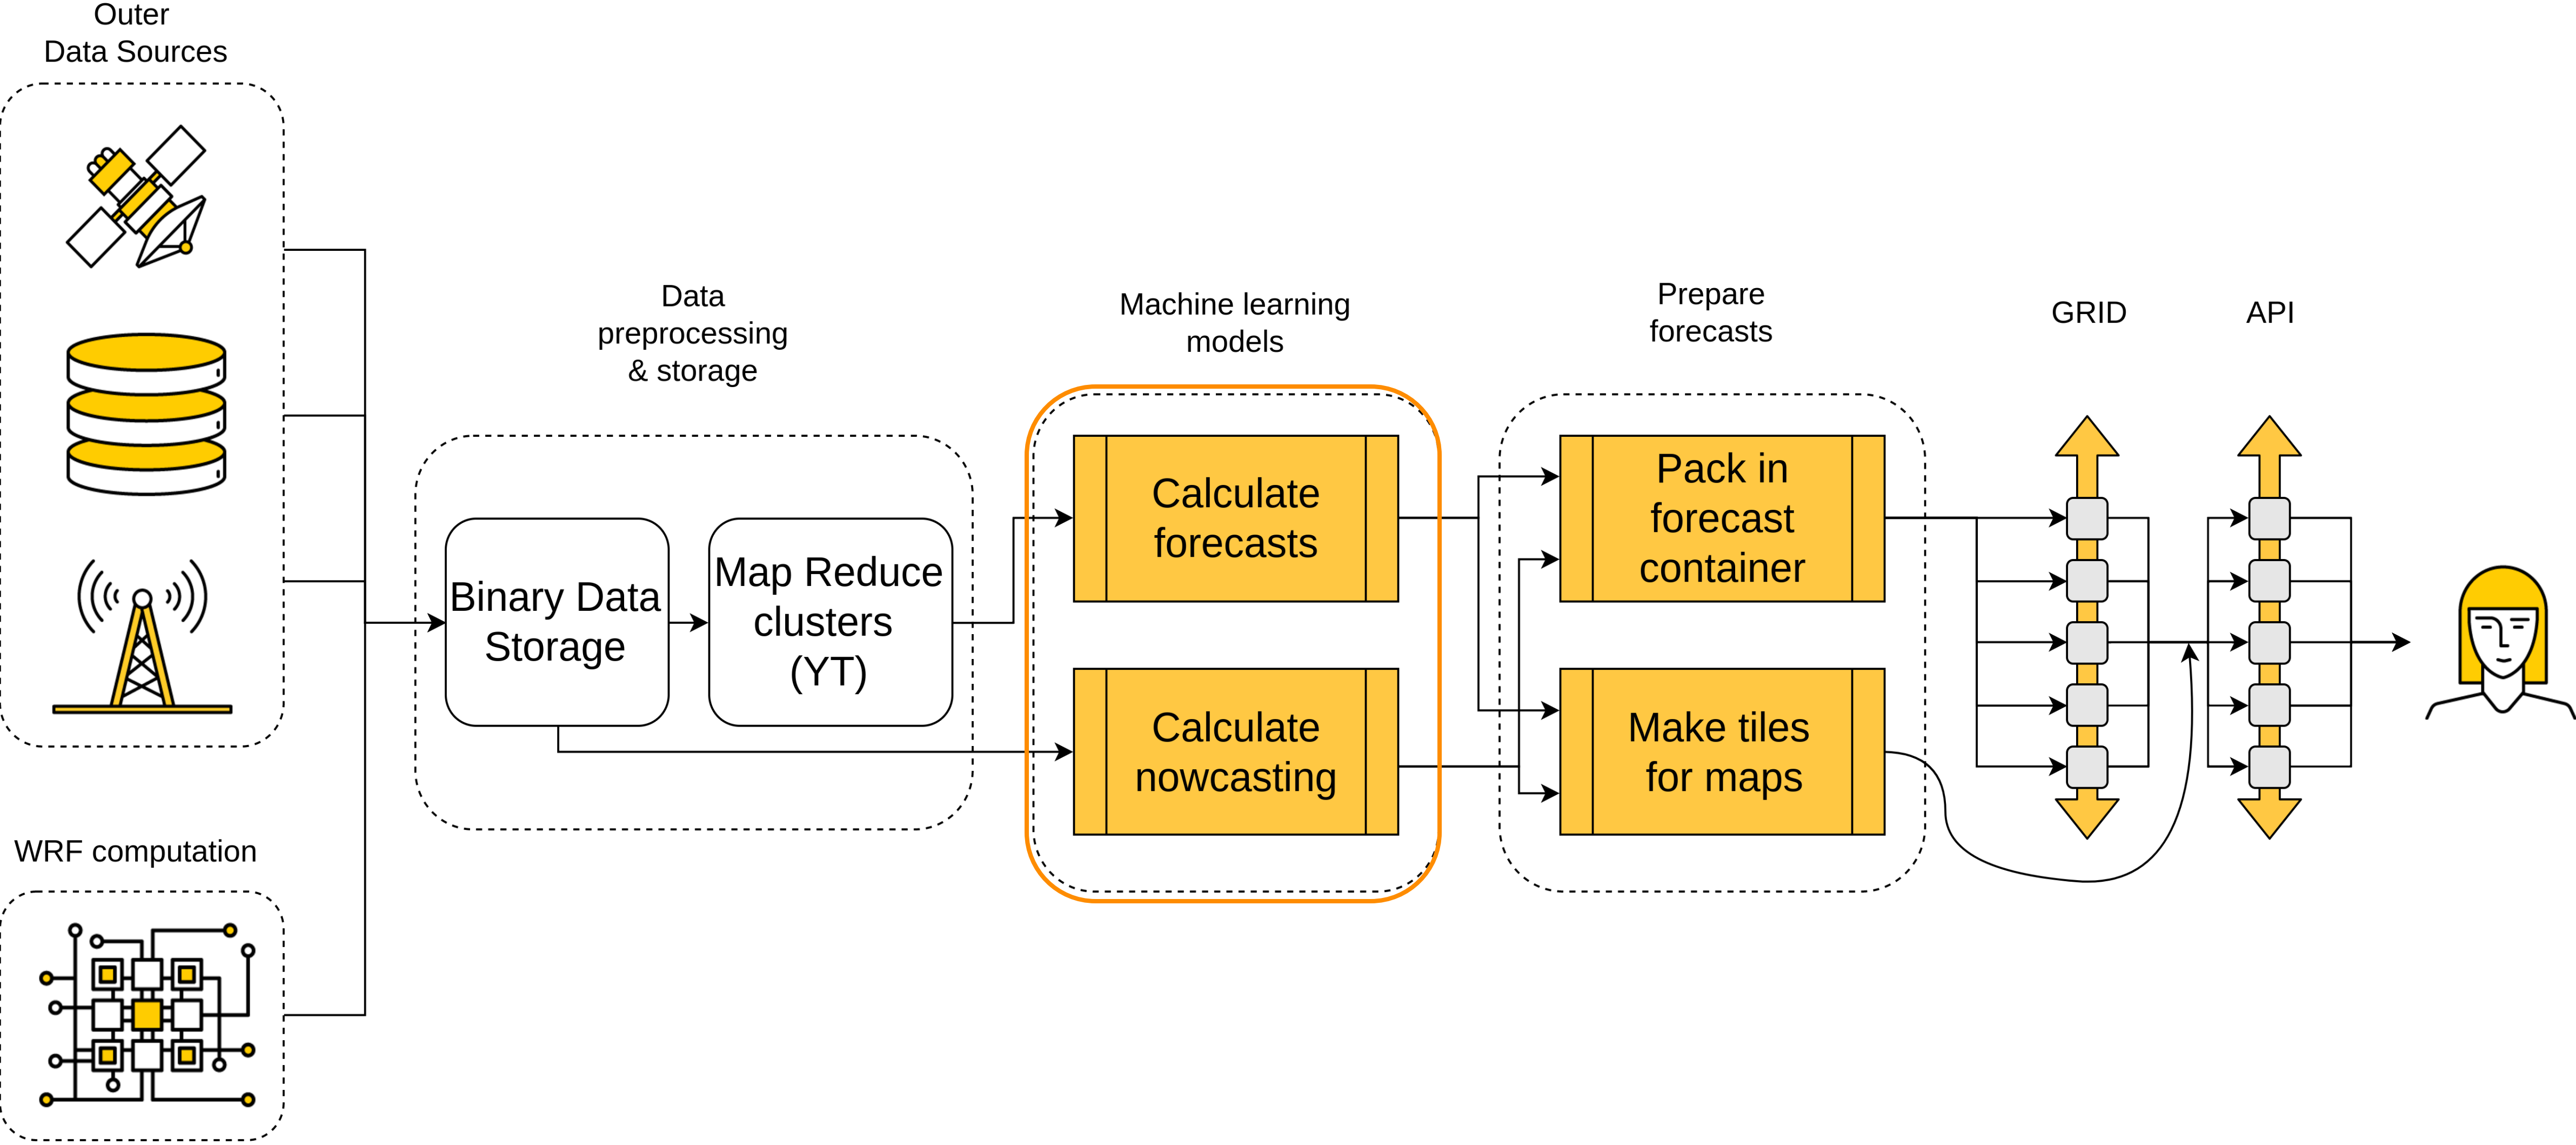 Outer
Data Sources
WRF computation
Data
preprocessing
& storage
Binary Data
Storage
Map Reduce
clusters
(YT)
Machine learning
models
Calculate
forecasts
Calculate
nowcasting
Prepare
forecasts
Pack in
forecast
container
Make tiles
for maps
GRID
API